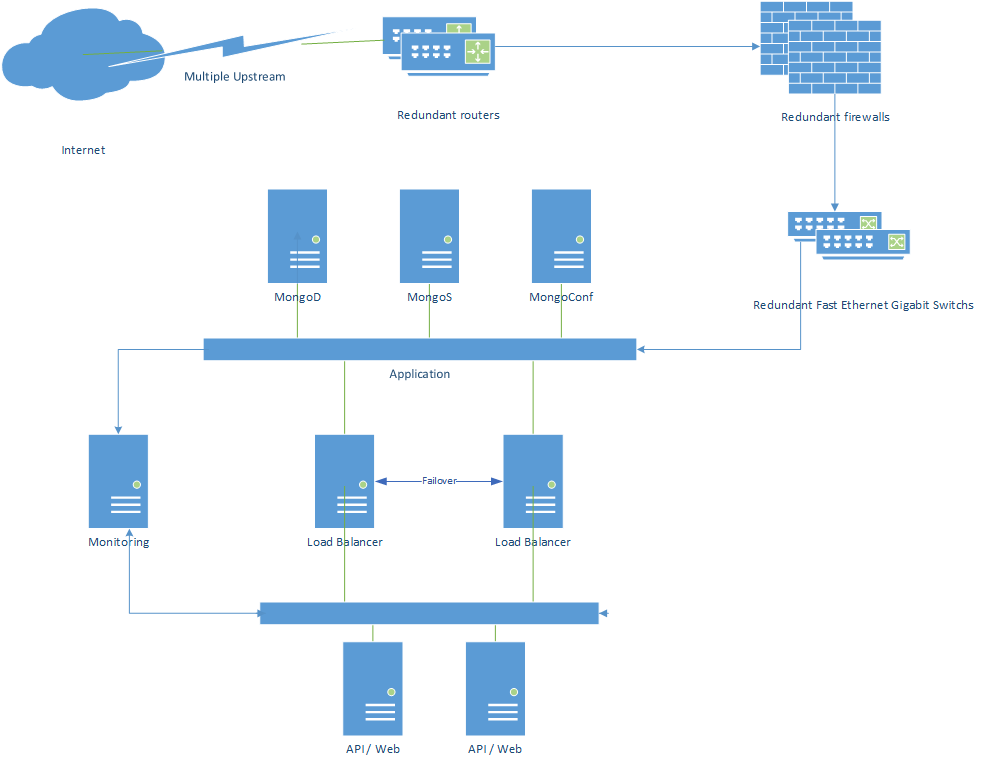 Multiple Upstream
Redundant routers
Redundant firewalls
Internet
MongoD
MongoS
MongoConf
Redundant Fast Ethernet Gigabit Switchs
Application
Failover
Monitoring
Load Balancer
Load Balancer
API / Web
API / Web